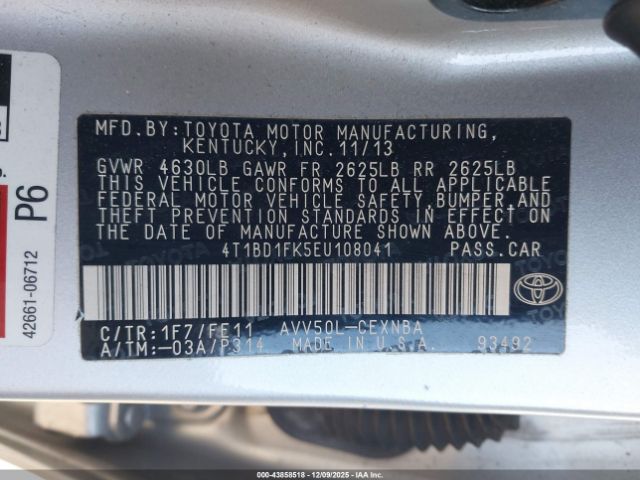 MFD.BY:TOYOTA MOTOR MANUFACTURING,
KENTUCKY,INC.11/13
GVWR 4630LB GAWR FR 2625LB RR 2625LB
THIS VEHICLE CONFORMS TO ALL APPLICABLE
FEDERAL MOTOR VEHICLE SAFETY,BUMPER,AND
THEFT PREVENTION STANDARDS IN EFFECT ON
THE DATE OF MANUFACTURE SHOWN ABOVE.
4T1BD1FK5EU108041 PASS.CAR
C/TR:1F7/FE11 AVV50L-CEXNBA
A/TM:-03A/P314 MADE IN U.S.A. 93492
P6
42661-06712
000-43858518 - 12/09/2025 - IAAI.COM